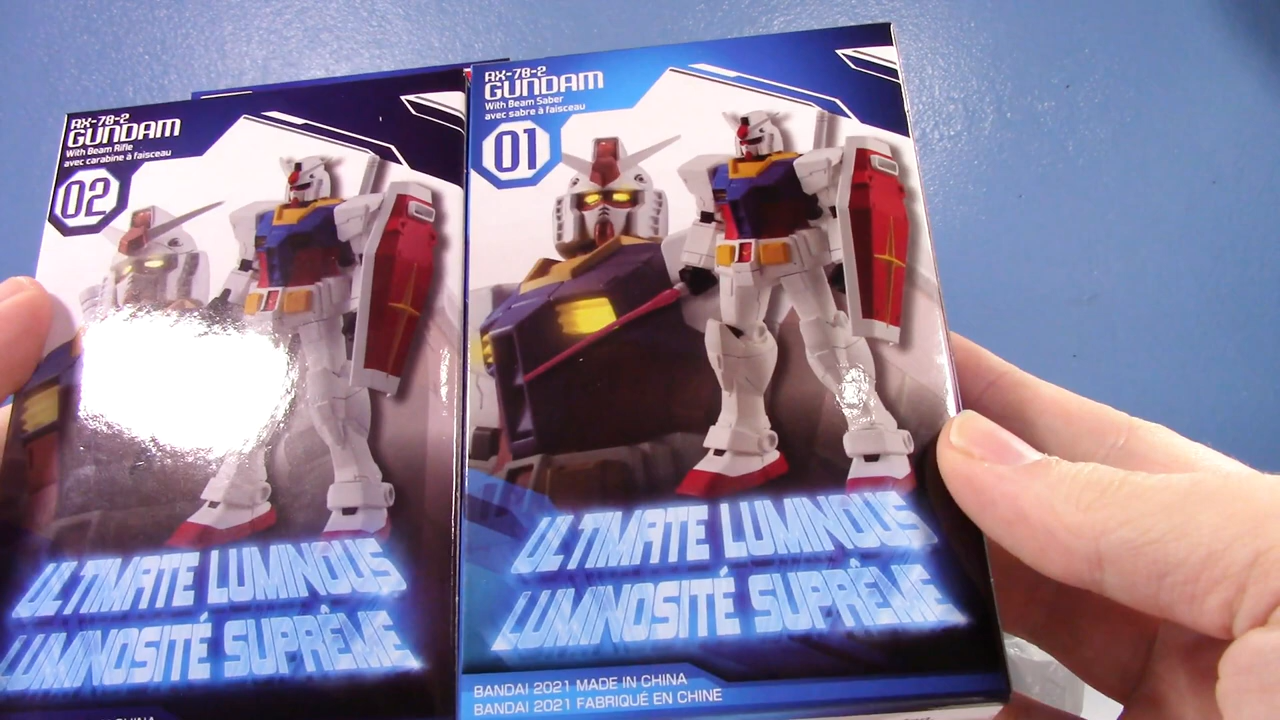 RX-78-2
GUNDAM
With Beam Rifle
avec carabine à faisceau
02
ULTIMATE LUMINOUS
LUMINOSITÉ SUPRÊME
CHINA
RX-78-2
GUNDAM
With Beam Saber
avec sabre à faisceau
01
ULTIMATE LUMINOUS
LUMINOSITÉ SUPRÊME
BANDAI 2021 MADE IN CHINA
BANDAI 2021 FABRIQUÉ EN CHINE